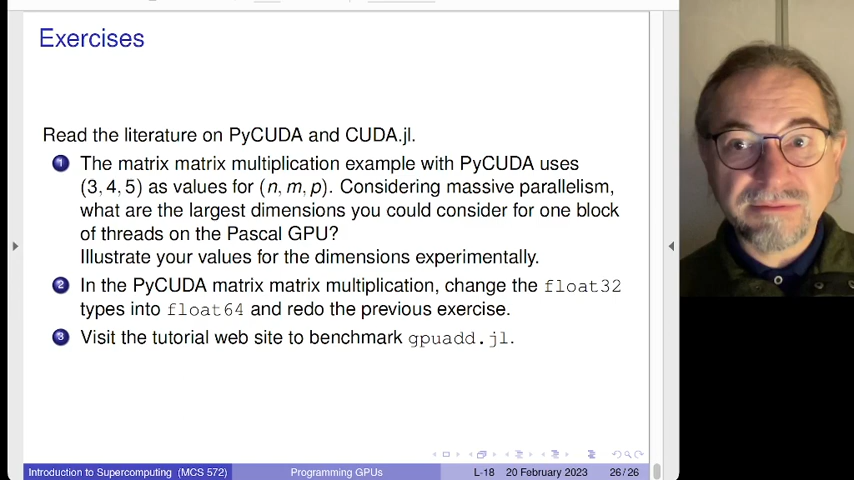 Exercises
Read the literature on PyCUDA and CUDA.jl.
1 The matrix matrix multiplication example with PyCUDA uses
(3, 4, 5) as values for (n, m, p). Considering massive parallelism,
what are the largest dimensions you could consider for one block
of threads on the Pascal GPU?
Illustrate your values for the dimensions experimentally.
2 In the PyCUDA matrix matrix multiplication, change the float32
types into float64 and redo the previous exercise.
3 Visit the tutorial web site to benchmark gpuadd.jl.
Introduction to Supercomputing (MCS 572) Programming GPUs L-18 20 February 2023 26/26